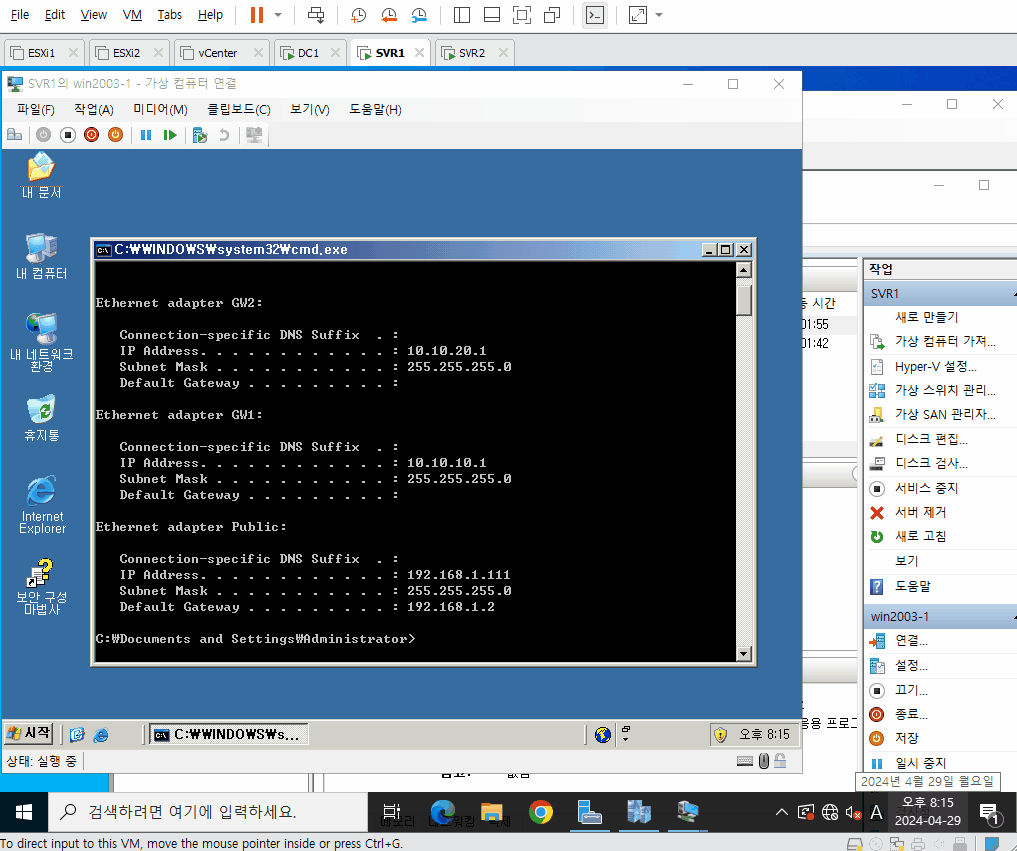 File Edit View VM Tabs Help
ESXi1 ESXi2 vCenter DC1 SVR1 SVR2
SVR1의 win2003-1 - 가상 컴퓨터 연결
파일(F) 작업(A) 미디어(M) 클립보드(C) 보기(V) 도움말(H)
내 문서
내 컴퓨터
내 네트워크
환경
휴지통
Internet
Explorer
보안 구성
마법사
C:₩WINDOWS₩system32₩cmd.exe
Ethernet adapter GW2:
Connection-specific DNS Suffix . :
IP Address. . . . . . . . . . . . : 10.10.20.1
Subnet Mask . . . . . . . . . . . : 255.255.255.0
Default Gateway . . . . . . . . . :
Ethernet adapter GW1:
Connection-specific DNS Suffix . :
IP Address. . . . . . . . . . . . : 10.10.10.1
Subnet Mask . . . . . . . . . . . : 255.255.255.0
Default Gateway . . . . . . . . . :
Ethernet adapter Public:
Connection-specific DNS Suffix . :
IP Address. . . . . . . . . . . . : 192.168.1.111
Subnet Mask . . . . . . . . . . . : 255.255.255.0
Default Gateway . . . . . . . . . : 192.168.1.2
C:₩Documents and Settings₩Administrator>
시작
C:₩WINDOWS₩s...
오후 8:15
상태: 실행 중
시간
01:55
01:42
작업
SVR1
새로 만들기
가상 컴퓨터 가져...
Hyper-V 설정...
가상 스위치 관리...
가상 SAN 관리자...
디스크 편집...
디스크 검사...
서비스 중지
서버 제거
새로 고침
보기
도움말
win2003-1
연결...
설정...
끄기...
종료...
저장
일시 중지
응용 프로그
없음
2024년 4월 29일 월요일
검색하려면 여기에 입력하세요.
A
오후 8:15
2024-04-29
1
To direct input to this VM, move the mouse pointer inside or press Ctrl+G.